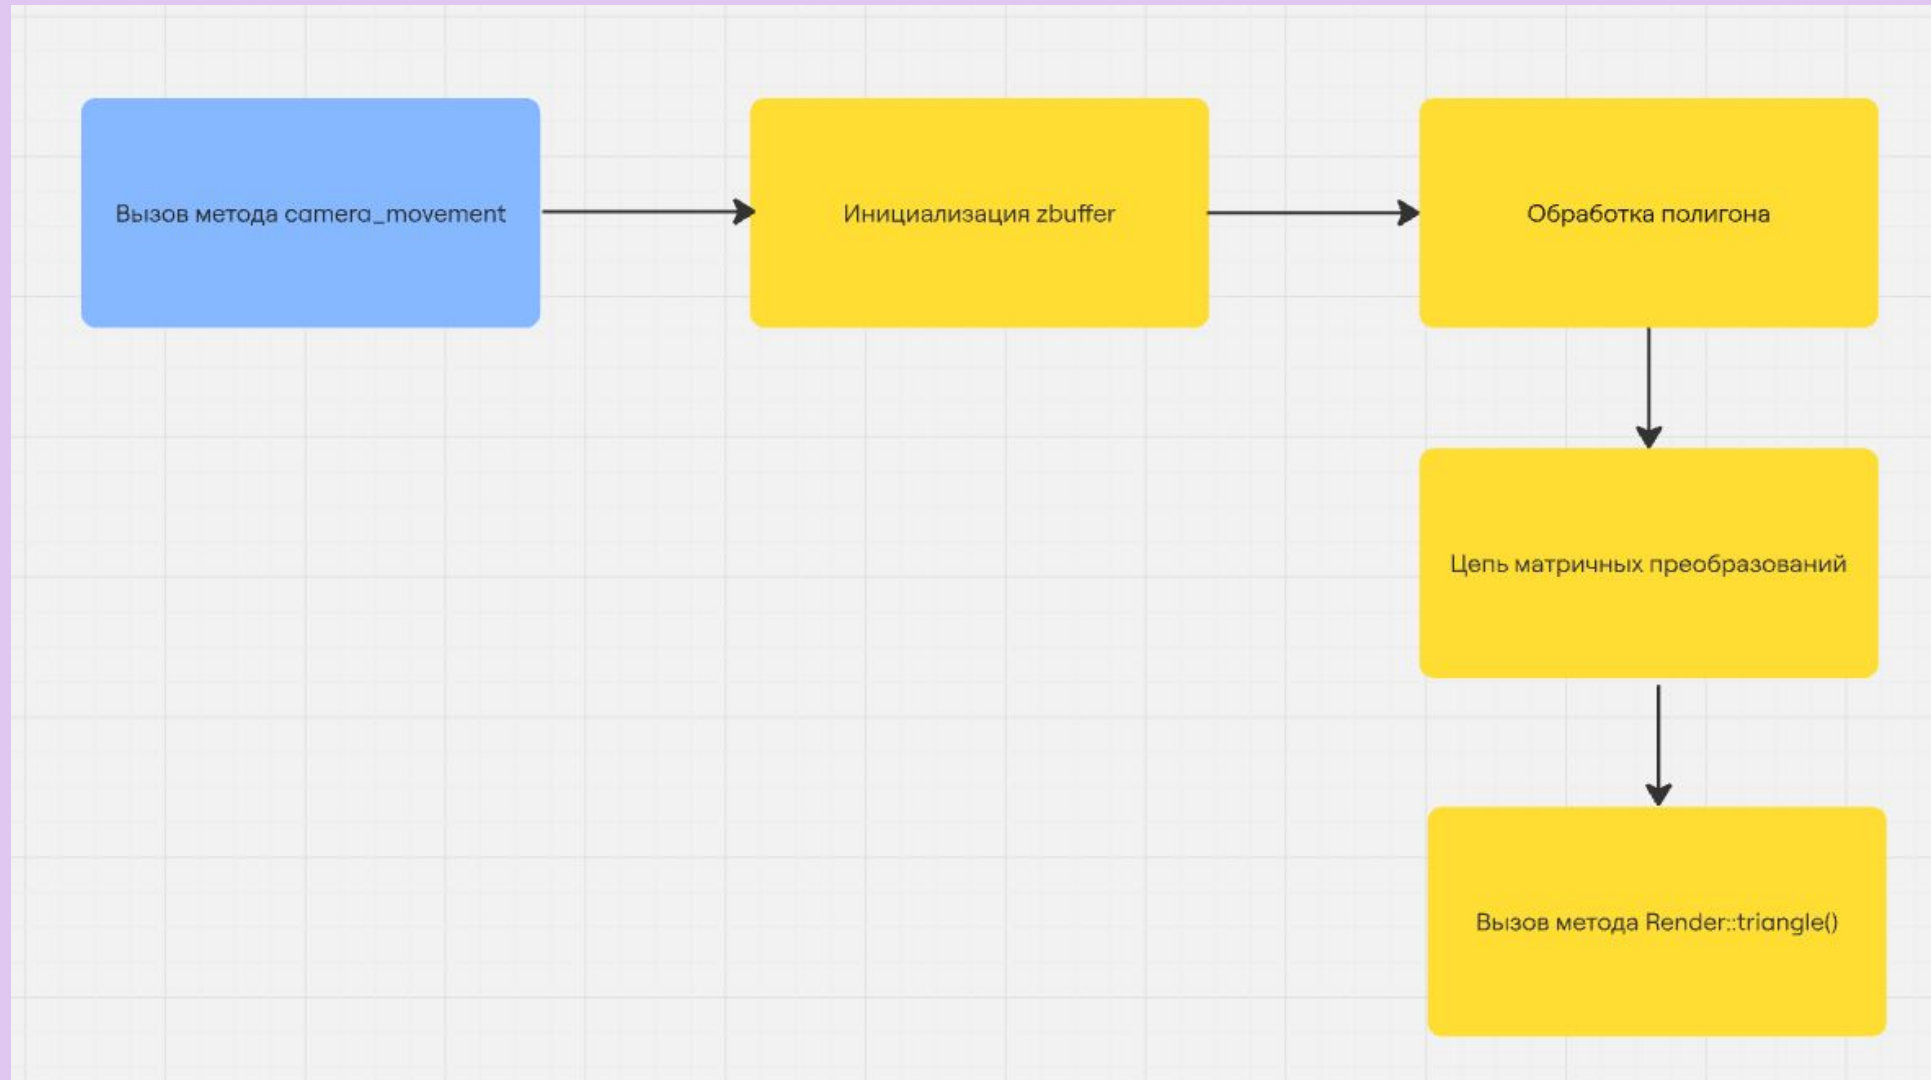 Вызов метода camera_movement
Инициализация zbuffer
Обработка полигона
Цепь матричных преобразований
Вызов метода Render::triangle()